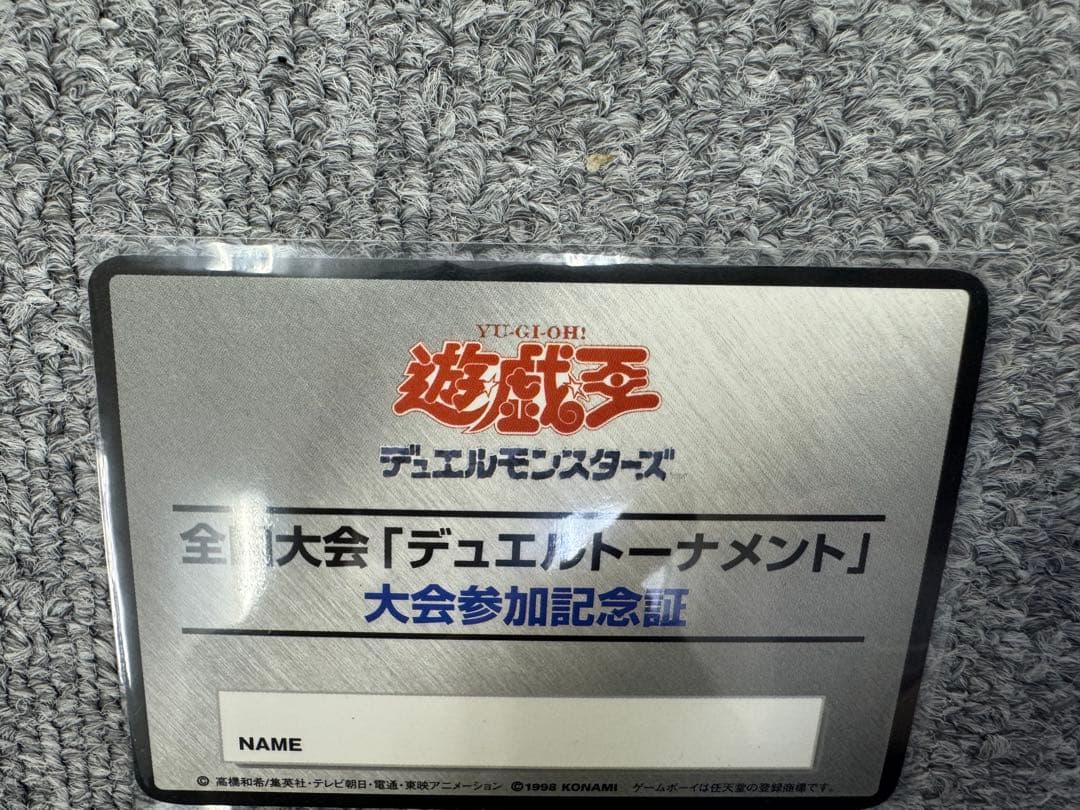 YU-GI-OH!
遊☆戯☆王
デュエルモンスターズ
全国大会「デュエルトーナメント」
大会参加記念証
NAME
© 高橋和希/集英社・テレビ朝日・電通・東映アニメーション ©1998 KONAMI ゲームボーイは任天堂の登録商標です。